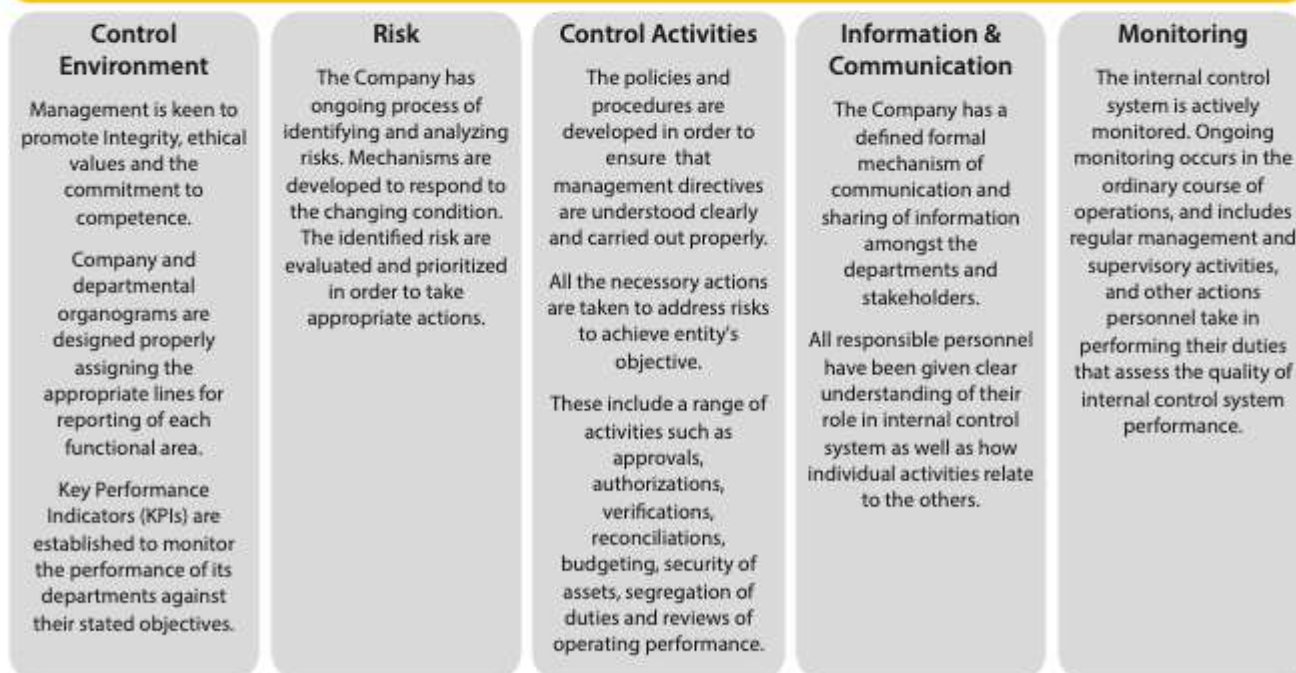 Control
Environment
Management is keen to
promote Integrity, ethical
values and the
commitment to
competence.
Company and
departmental
organograms are
designed properly
assigning the
appropriate lines for
reporting of each
functional area.
Key Performance
Indicators (KPIs) are
established to monitor
the performance of its
departments against
their stated objectives.
Risk
The Company has
ongoing process of
identifying and analyzing
risks. Mechanisms are
developed to respond to
the changing condition.
The identified risk are
evaluated and prioritized
in order to take
appropriate actions.
Control Activities
The policies and
procedures are
developed in order to
ensure that
management directives
are understood clearly
and carried out properly.
All the necessary actions
are taken to address risks
to achieve entity's
objective.
These include a range of
activities such as
approvals,
authorizations,
verifications,
reconciliations,
budgeting, security of
assets, segregation of
duties and reviews of
operating performance.
Information &
Communication
The Company has a
defined formal
mechanism of
communication and
sharing of information
amongst the
departments and
stakeholders.
All responsible personnel
have been given clear
understanding of their
role in internal control
system as well as how
individual activities relate
to the others.
Monitoring
The internal control
system is actively
monitored. Ongoing
monitoring occurs in the
ordinary course of
operations, and includes
regular management and
supervisory activities,
and other actions
personnel take in
performing their duties
that assess the quality of
internal control system
performance.